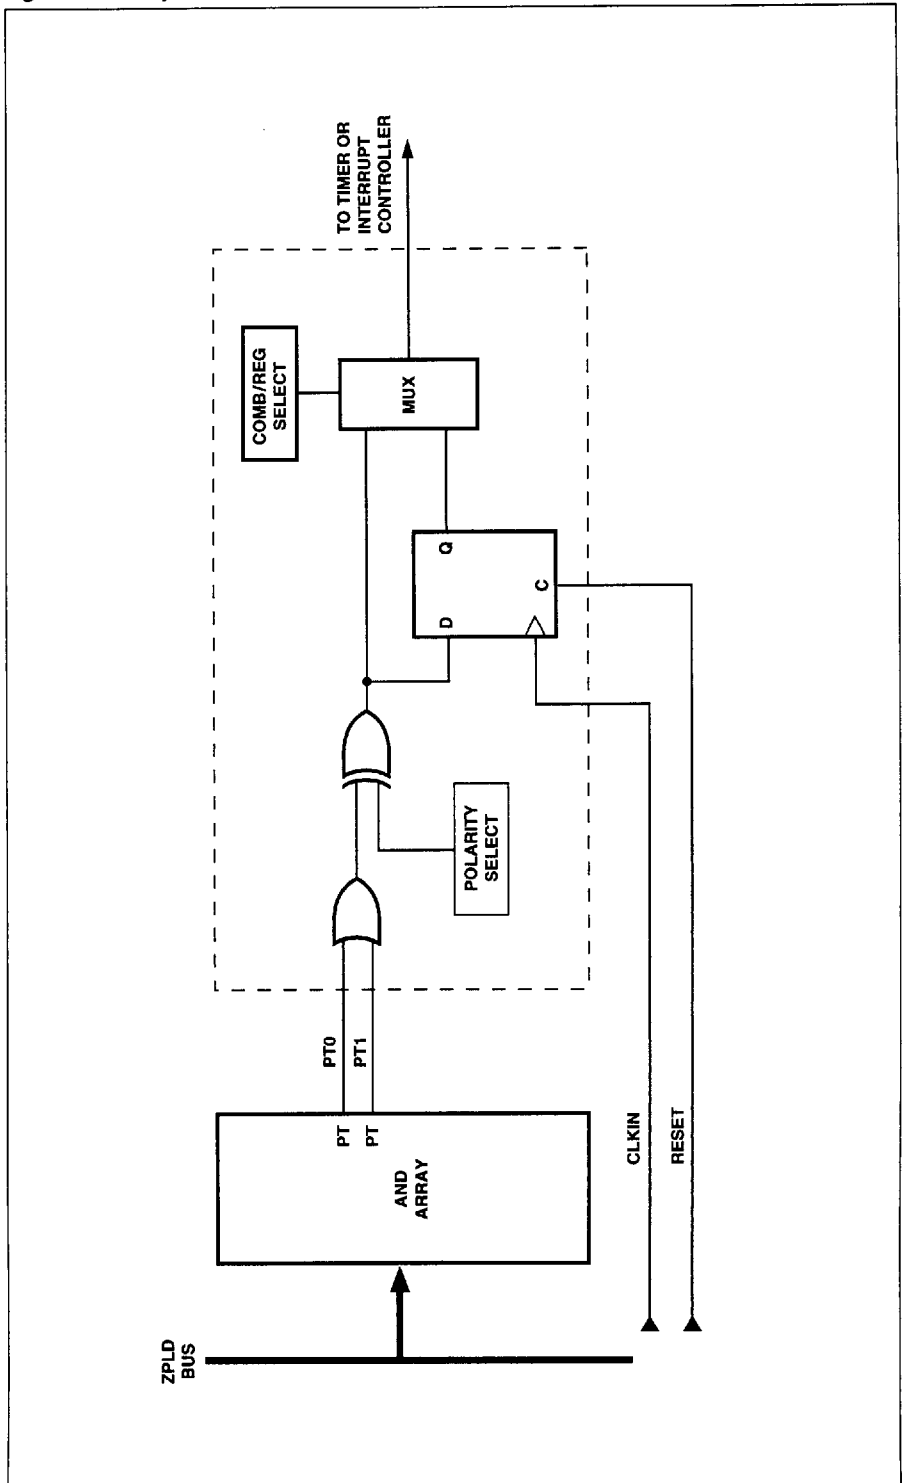 TO TIMER OR
INTERRUPT
CONTROLLER
COMB/REG
SELECT
MUX
Q
D
C
POLARITY
SELECT
PT0
PT1
PT
PT
AND
ARRAY
CLKIN
RESET
ZPLD
BUS